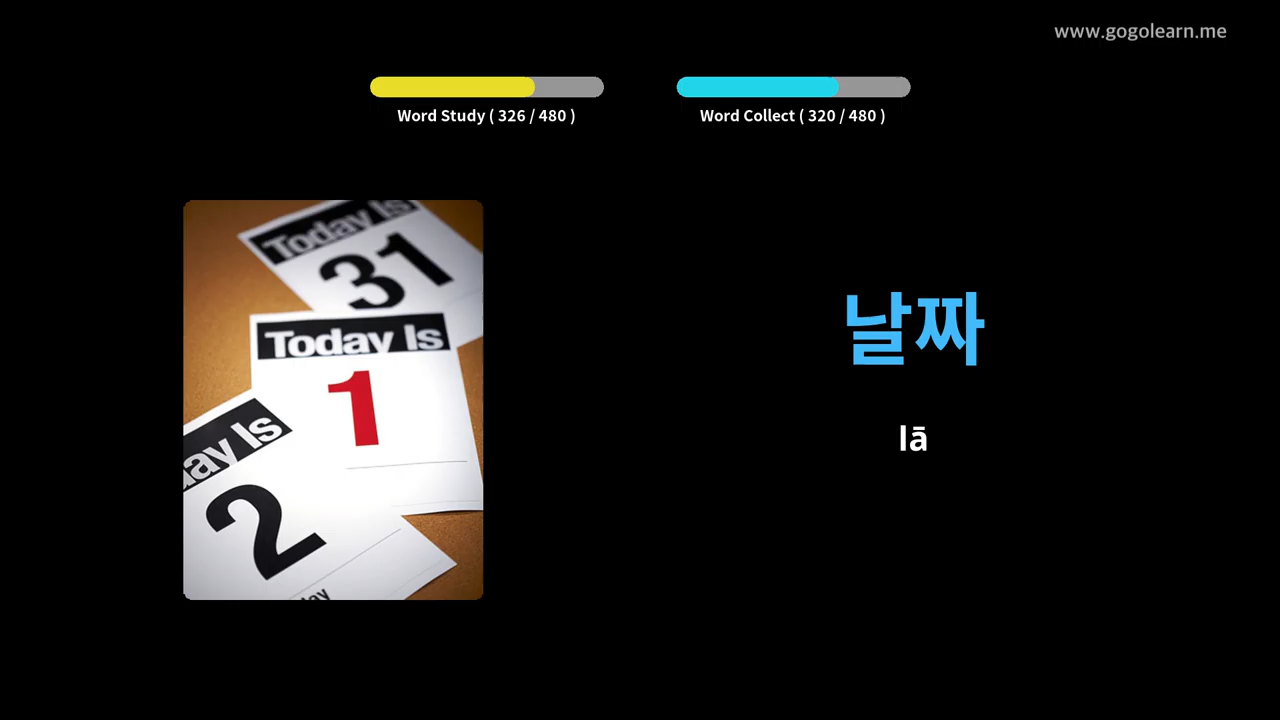 www.gogolearn.me
Word Study ( 326 / 480 )
Word Collect ( 320 / 480 )
Today Is
31
Today Is
1
ay Is
2
날짜
lā